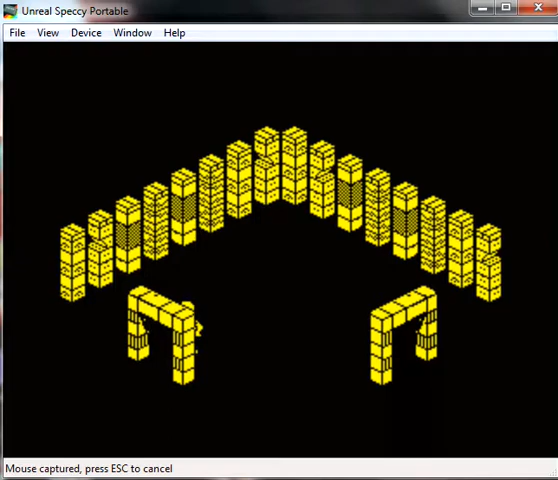 Unreal Speccy Portable
File View Device Window Help
Mouse captured, press ESC to cancel